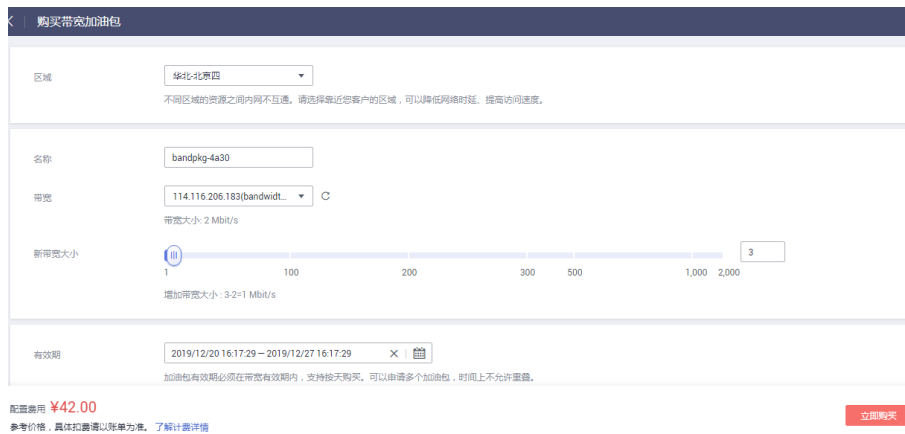 购买带宽加油包
区域
华北-北京四
不同区域的资源之间内网不互通。请选择靠近您客户的区域，可以降低网络时延、提高访问速度。
名称
bandpkg-4a30
带宽
114.116.206.183(bandwidt...
带宽大小: 2 Mbit/s
新带宽大小
3
1 100 200 300 500 1,000 2,000
增加带宽大小 : 3-2=1 Mbit/s
有效期
2019/12/20 16:17:29 – 2019/12/27 16:17:29
加油包有效期必须在带宽有效期内，支持按天购买。可以申请多个加油包，时间上不允许重叠。
配置费用 ¥42.00
参考价格，具体扣费请以账单为准。 了解计费详情
立即购买